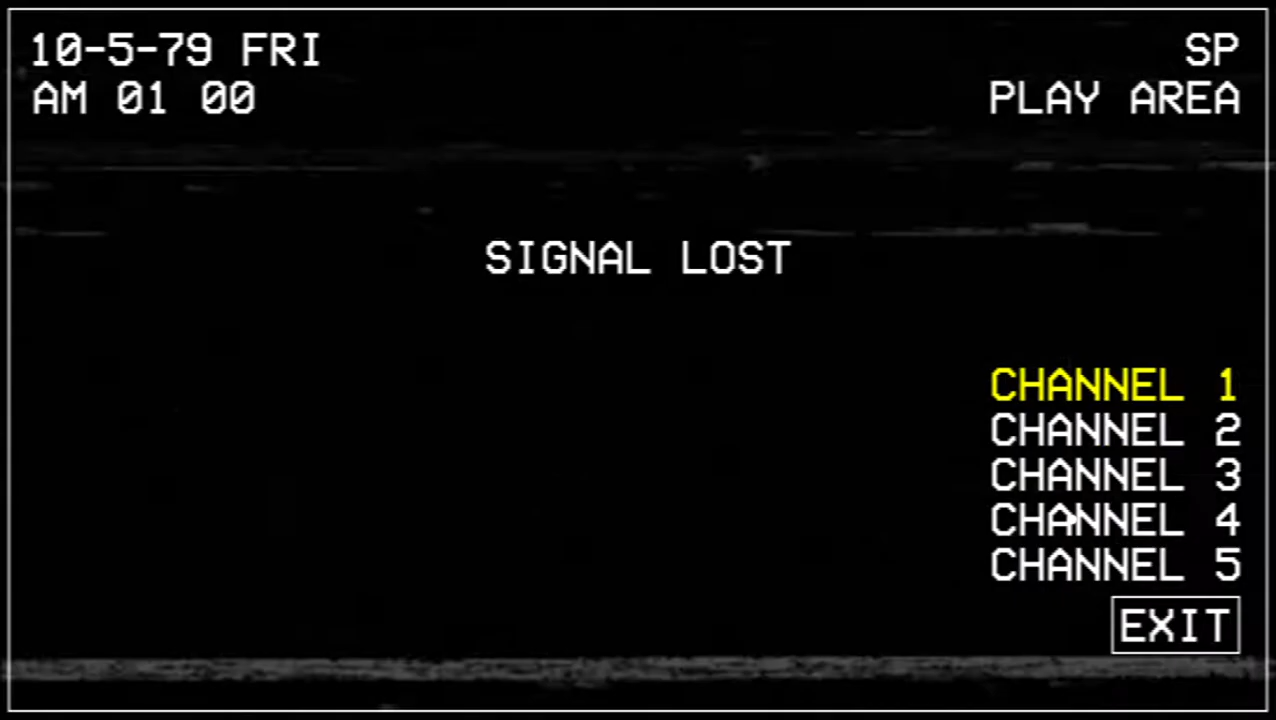 10-5-79 FRI
AM 01 00
SP
PLAY AREA
SIGNAL LOST
CHANNEL 1
CHANNEL 2
CHANNEL 3
CHANNEL 4
CHANNEL 5
EXIT